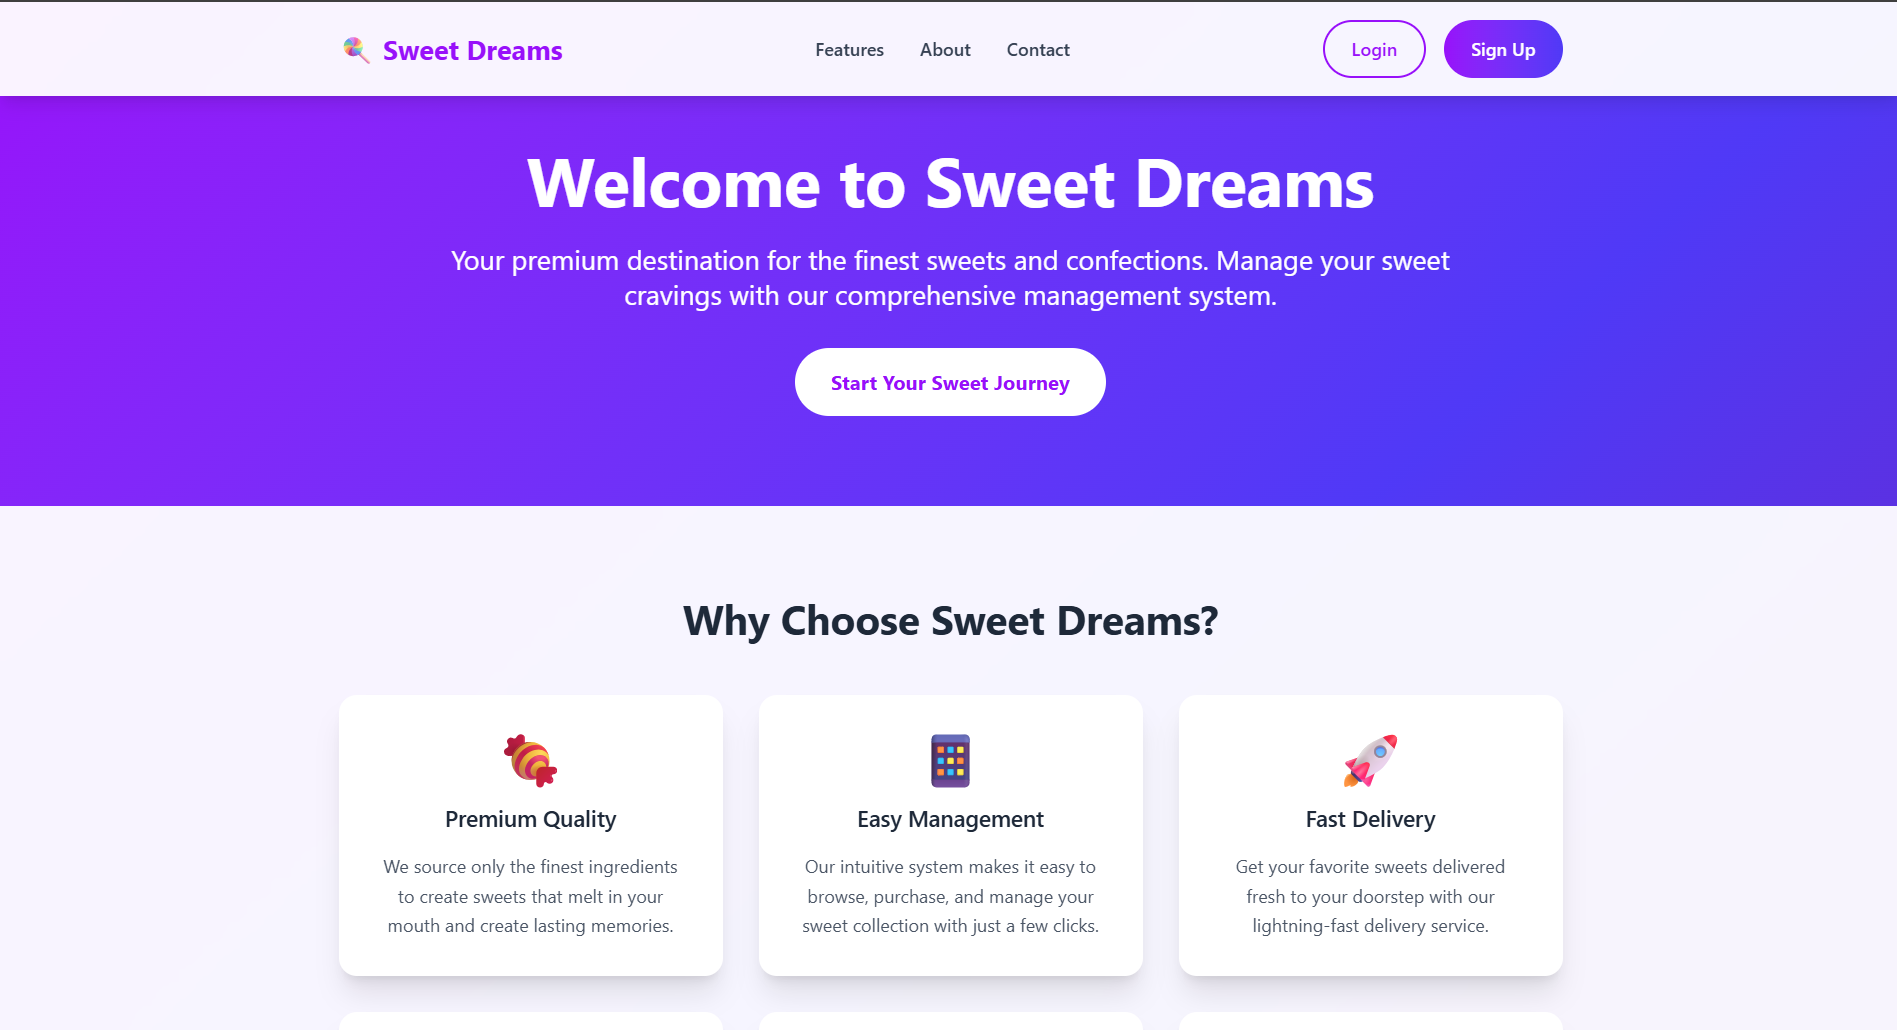 Sweet Dreams
Features
About
Contact
Login
Sign Up
Welcome to Sweet Dreams
Your premium destination for the finest sweets and confections. Manage your sweet
cravings with our comprehensive management system.
Start Your Sweet Journey
Why Choose Sweet Dreams?
Premium Quality
We source only the finest ingredients
to create sweets that melt in your
mouth and create lasting memories.
Easy Management
Our intuitive system makes it easy to
browse, purchase, and manage your
sweet collection with just a few clicks.
Fast Delivery
Get your favorite sweets delivered
fresh to your doorstep with our
lightning-fast delivery service.